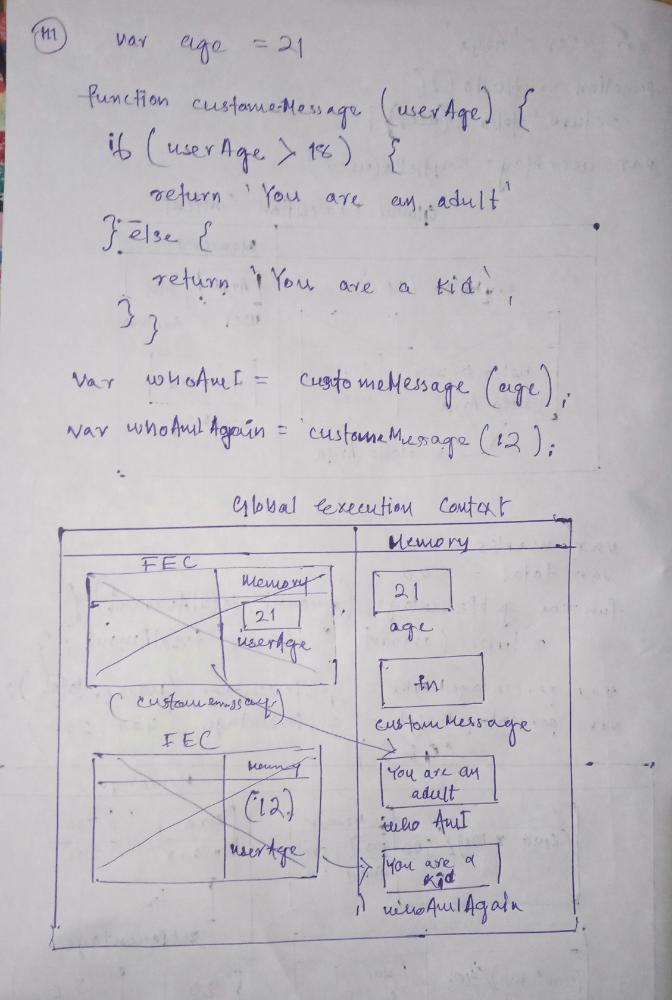 var age = 21
function customeMessage (userAge) {
if (userAge > 18) {
return 'You are an adult'
} else {
return 'You are a kid';
} }
var whoAmI = customeMessage (age);
var whoAmIAgain = customeMessage (12);
Global execution Context
Memory
FEC
Memory
21
userAge
(customemssag)
21
age
fn
customMessage
FEC
Memory
(12)
userAge
You are an
adult
who AmI
You are a
kid
whoAmIAgain